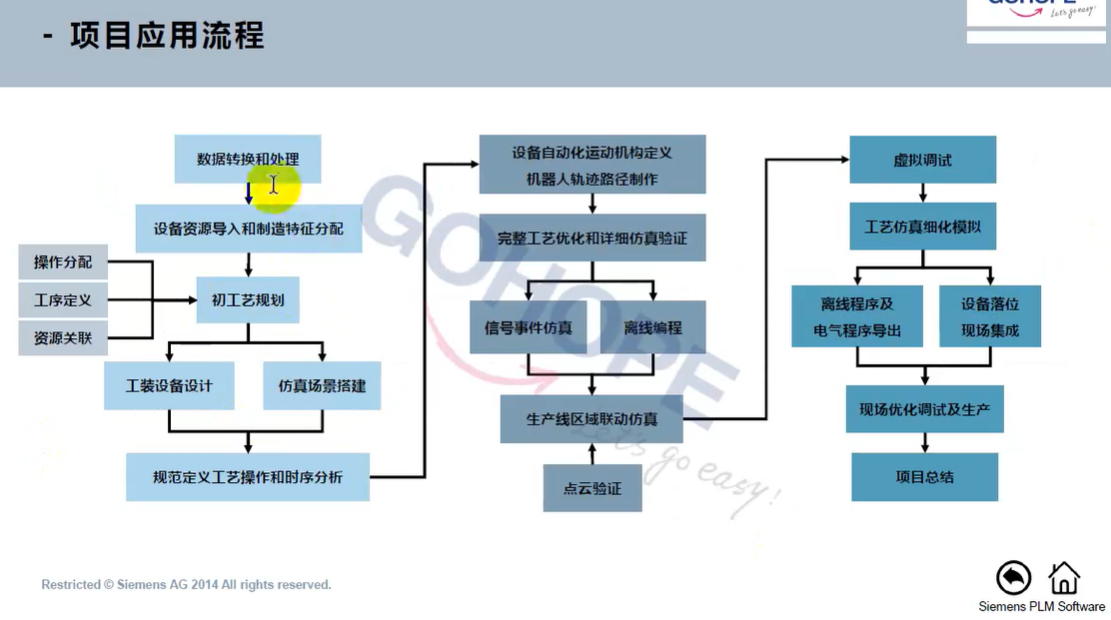 - 项目应用流程
GOHOPE
Let's go easy!
数据转换和处理
设备资源导入和制造特征分配
操作分配
工序定义
资源关联
初工艺规划
工装设备设计
仿真场景搭建
规范定义工艺操作和时序分析
设备自动化运动机构定义
机器人轨迹路径制作
完整工艺优化和详细仿真验证
信号事件仿真
离线编程
生产线区域联动仿真
点云验证
虚拟调试
工艺仿真细化模拟
离线程序及
电气程序导出
设备落位
现场集成
现场优化调试及生产
项目总结
GOHOPE
Let's go easy!
Restricted © Siemens AG 2014 All rights reserved.
Siemens PLM Software